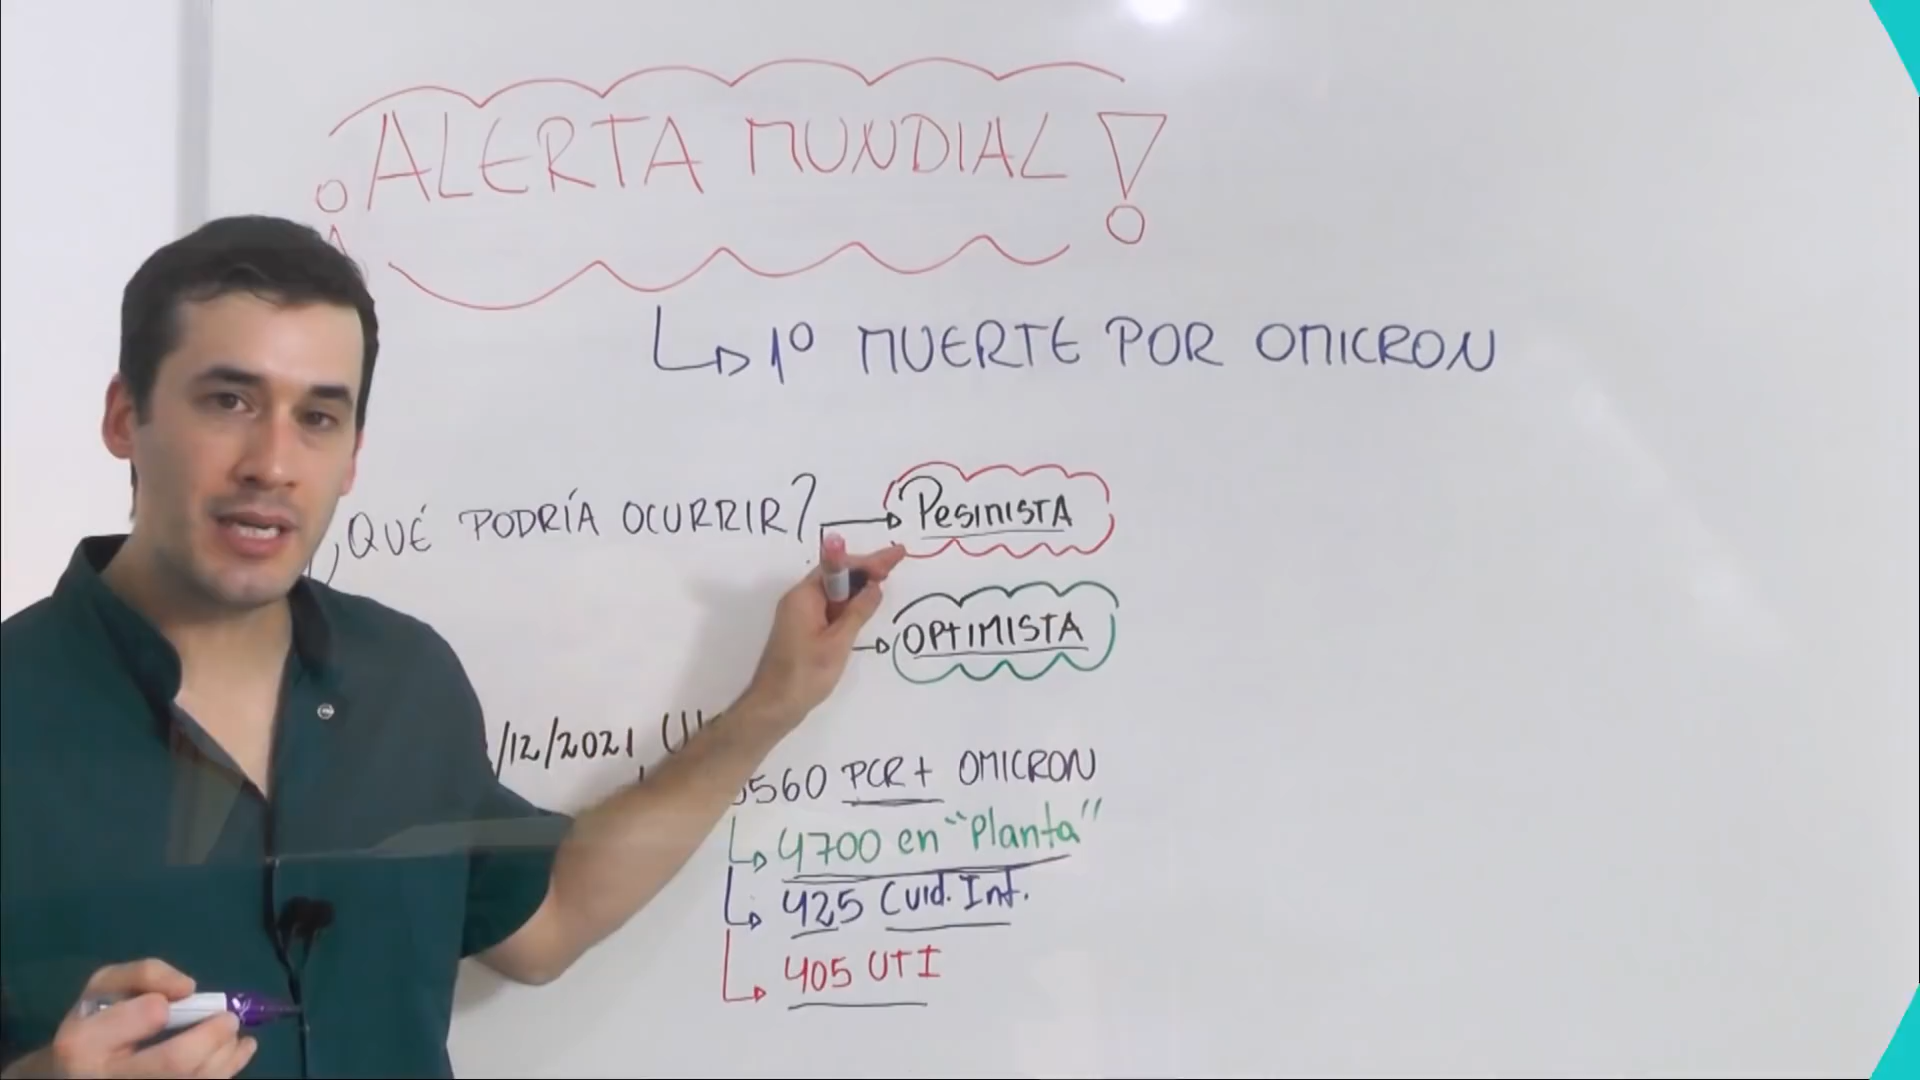 ¡ALERTA MUNDIAL!
1º MUERTE POR OMICRON
¿QUÉ PODRÍA OCURRIR?
PESIMISTA
OPTIMISTA
/12/2021
560 PCR+ OMICRON
4700 en "Planta"
425 Cuid. Int.
405 UTI